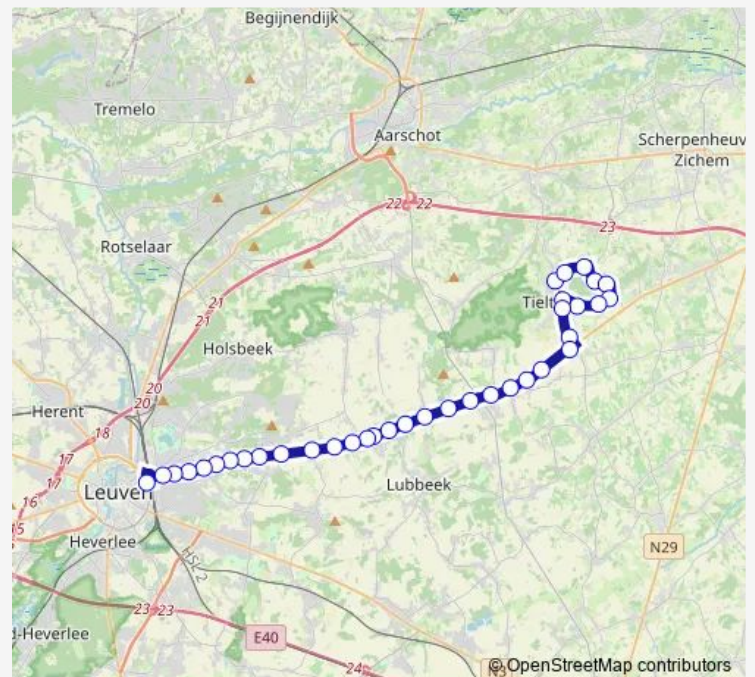 Begijnendijk
Tremelo
Aarschot
Scherpenheuv
Zichem
22 22
23
Rotselaar
Tielt
21
21
Holsbeek
20
20
Herent
18
17
17
16
15
Leuven
Lubbeek
Heverlee
HSL 2
N29
23 23
d-Heverlee
E40
24
N3
© OpenStreetMap contributors